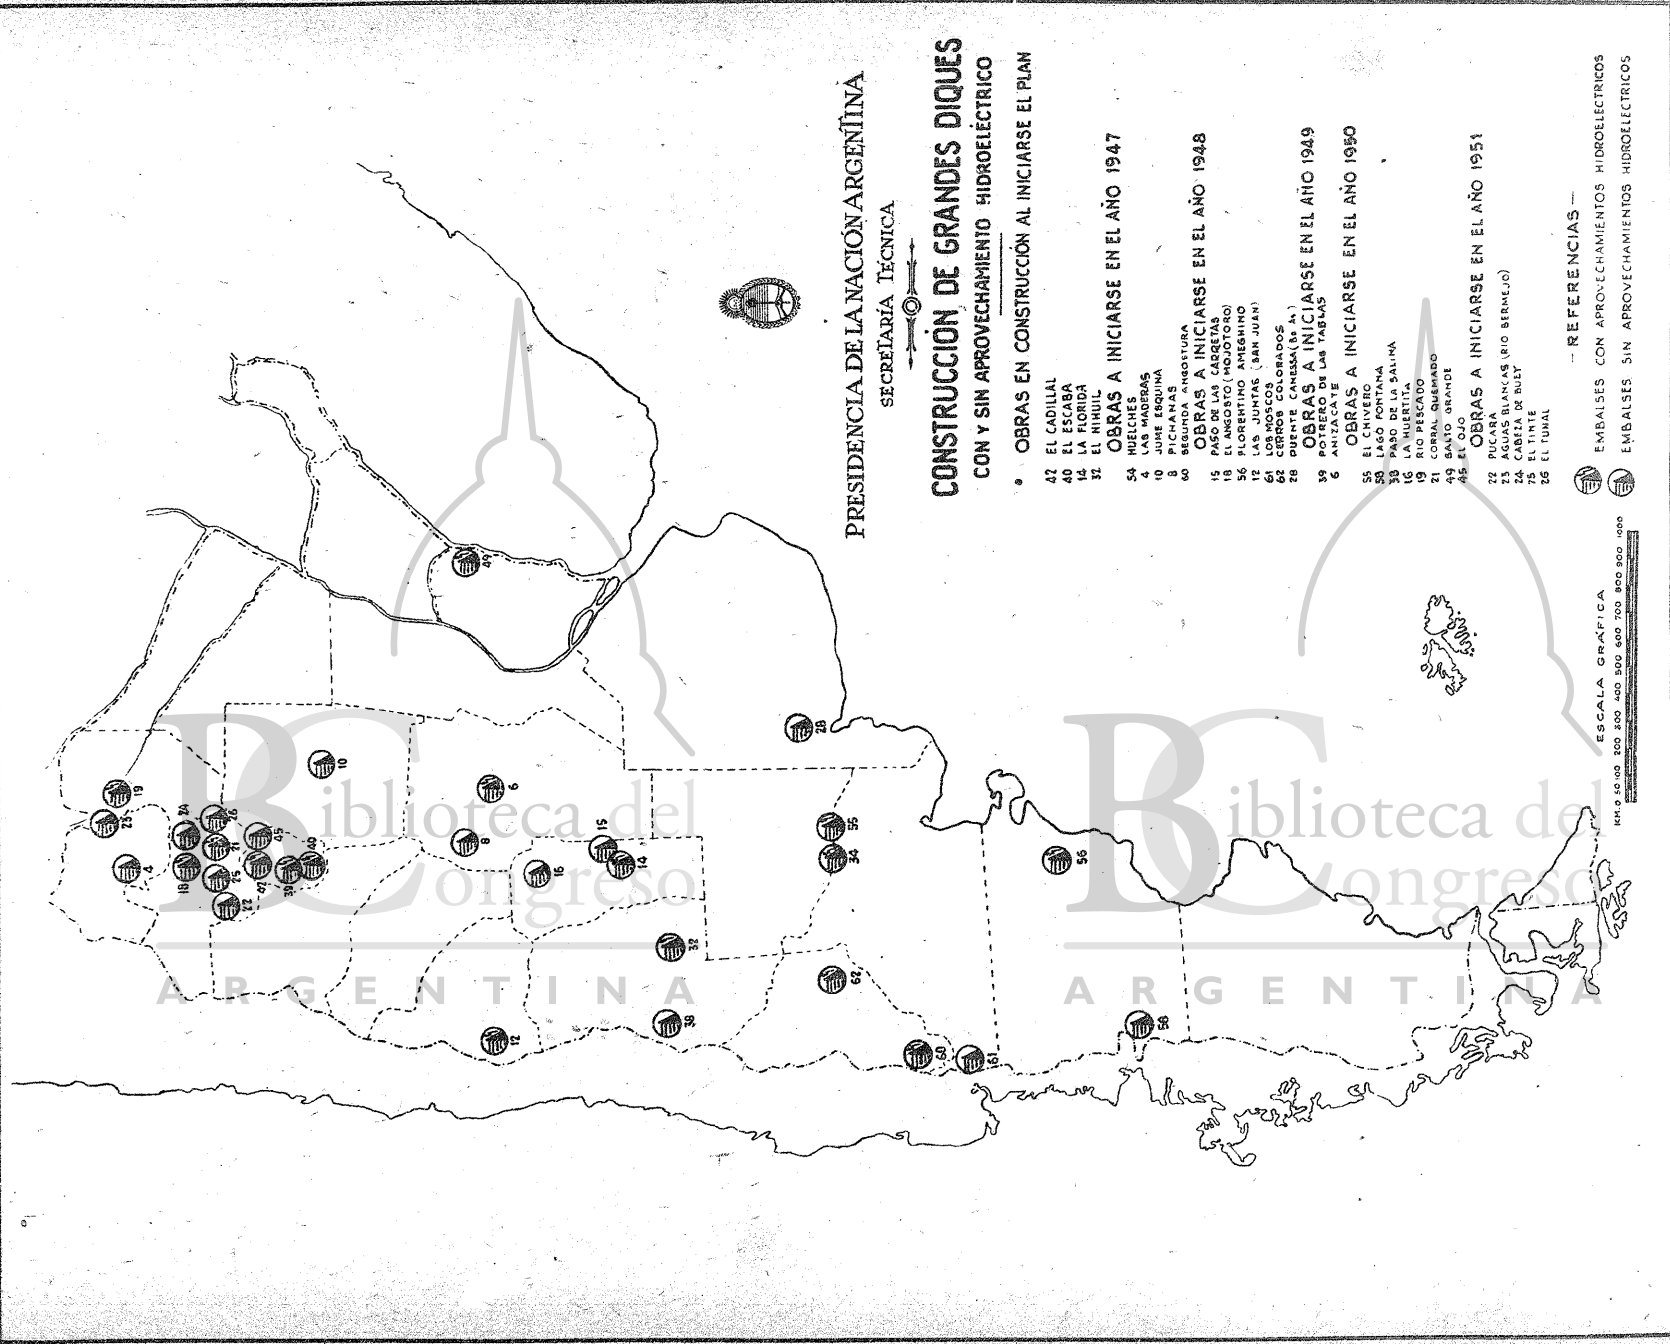 PRESIDENCIA DE LA NACIÓN ARGENTINA
SECRETARÍA TÉCNICA
CONSTRUCCIÓN DE GRANDES DIQUES
CON Y SIN APROVECHAMIENTO HIDROELÉCTRICO
OBRAS EN CONSTRUCCIÓN AL INICIARSE EL PLAN
42 EL CADILLAL
40 EL ESCABA
14 LA FLORIDA
32 EL NIHUIL
OBRAS A INICIARSE EN EL AÑO 1947
54 HUELCHES
4 LAS MADERAS
10 JUME ESQUINA
8 PICHANAS
60 SEGUNDA ANGOSTURA
OBRAS A INICIARSE EN EL AÑO 1948
15 PASO DE LAS CARRETAS
18 EL ANGOSTO (MOJOTORO)
56 FLORENTINO AMEGHINO
12 LAS JUNTAS (SAN JUAN)
61 LOS MOSCOS
62 CERROS COLORADOS
28 PUENTE CANESSA (Bs As)
OBRAS A INICIARSE EN EL AÑO 1949
39 POTRERO DE LAS TABLAS
6 ANIZACATE
OBRAS A INICIARSE EN EL AÑO 1950
55 EL CHIVERO
58 LAGO FONTANA
38 PASO DE LA SALINA
16 LA HUERTITA
19 RIO PESCADO
21 CORRAL QUEMADO
49 SALTO GRANDE
45 EL OJO
OBRAS A INICIARSE EN EL AÑO 1951
22 PUCARA
23 AGUAS BLANCAS (RIO BERMEJO)
24 CABEZA DE BUEY
25 EL TINTE
26 EL TUNAL
— REFERENCIAS —
EMBALSES CON APROVECHAMIENTOS HIDROELECTRICOS
EMBALSES SIN APROVECHAMIENTOS HIDROELECTRICOS
ESCALA GRÁFICA
KM. 0 50 100 200 300 400 500 600 700 800 900 1000
49
28
10
19
23
24
26
6
4
18
21
45
40
25
42
39
22
8
15
14
16
55
54
56
32
62
12
38
60
61
58
Biblioteca del
Congreso
ARGENTINA
Biblioteca del
Congreso
ARGENTINA